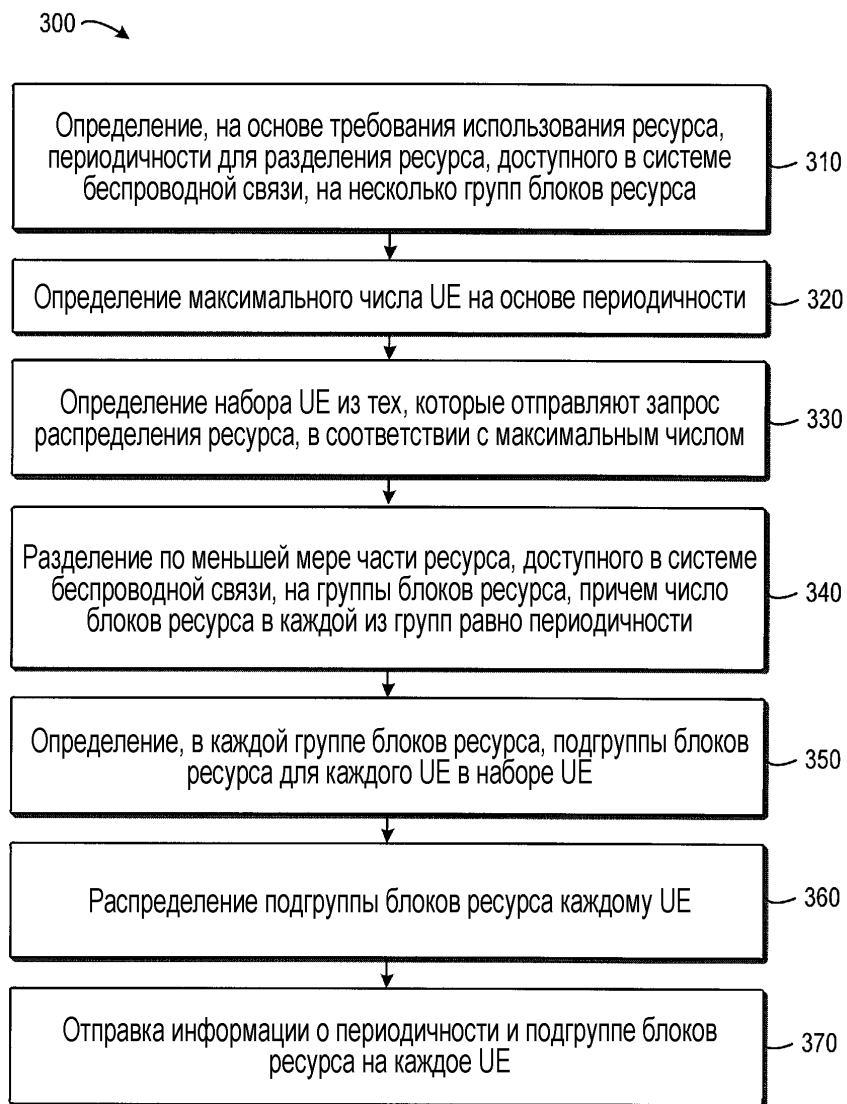 300
Определение, на основе требования использования ресурса,
периодичности для разделения ресурса, доступного в системе
беспроводной связи, на несколько групп блоков ресурса
310
Определение максимального числа UE на основе периодичности
320
Определение набора UE из тех, которые отправляют запрос
распределения ресурса, в соответствии с максимальным числом
330
Разделение по меньшей мере части ресурса, доступного в системе
беспроводной связи, на группы блоков ресурса, причем число
блоков ресурса в каждой из групп равно периодичности
340
Определение, в каждой группе блоков ресурса, подгруппы блоков
ресурса для каждого UE в наборе UE
350
Распределение подгруппы блоков ресурса каждому UE
360
Отправка информации о периодичности и подгруппе блоков
ресурса на каждое UE
370